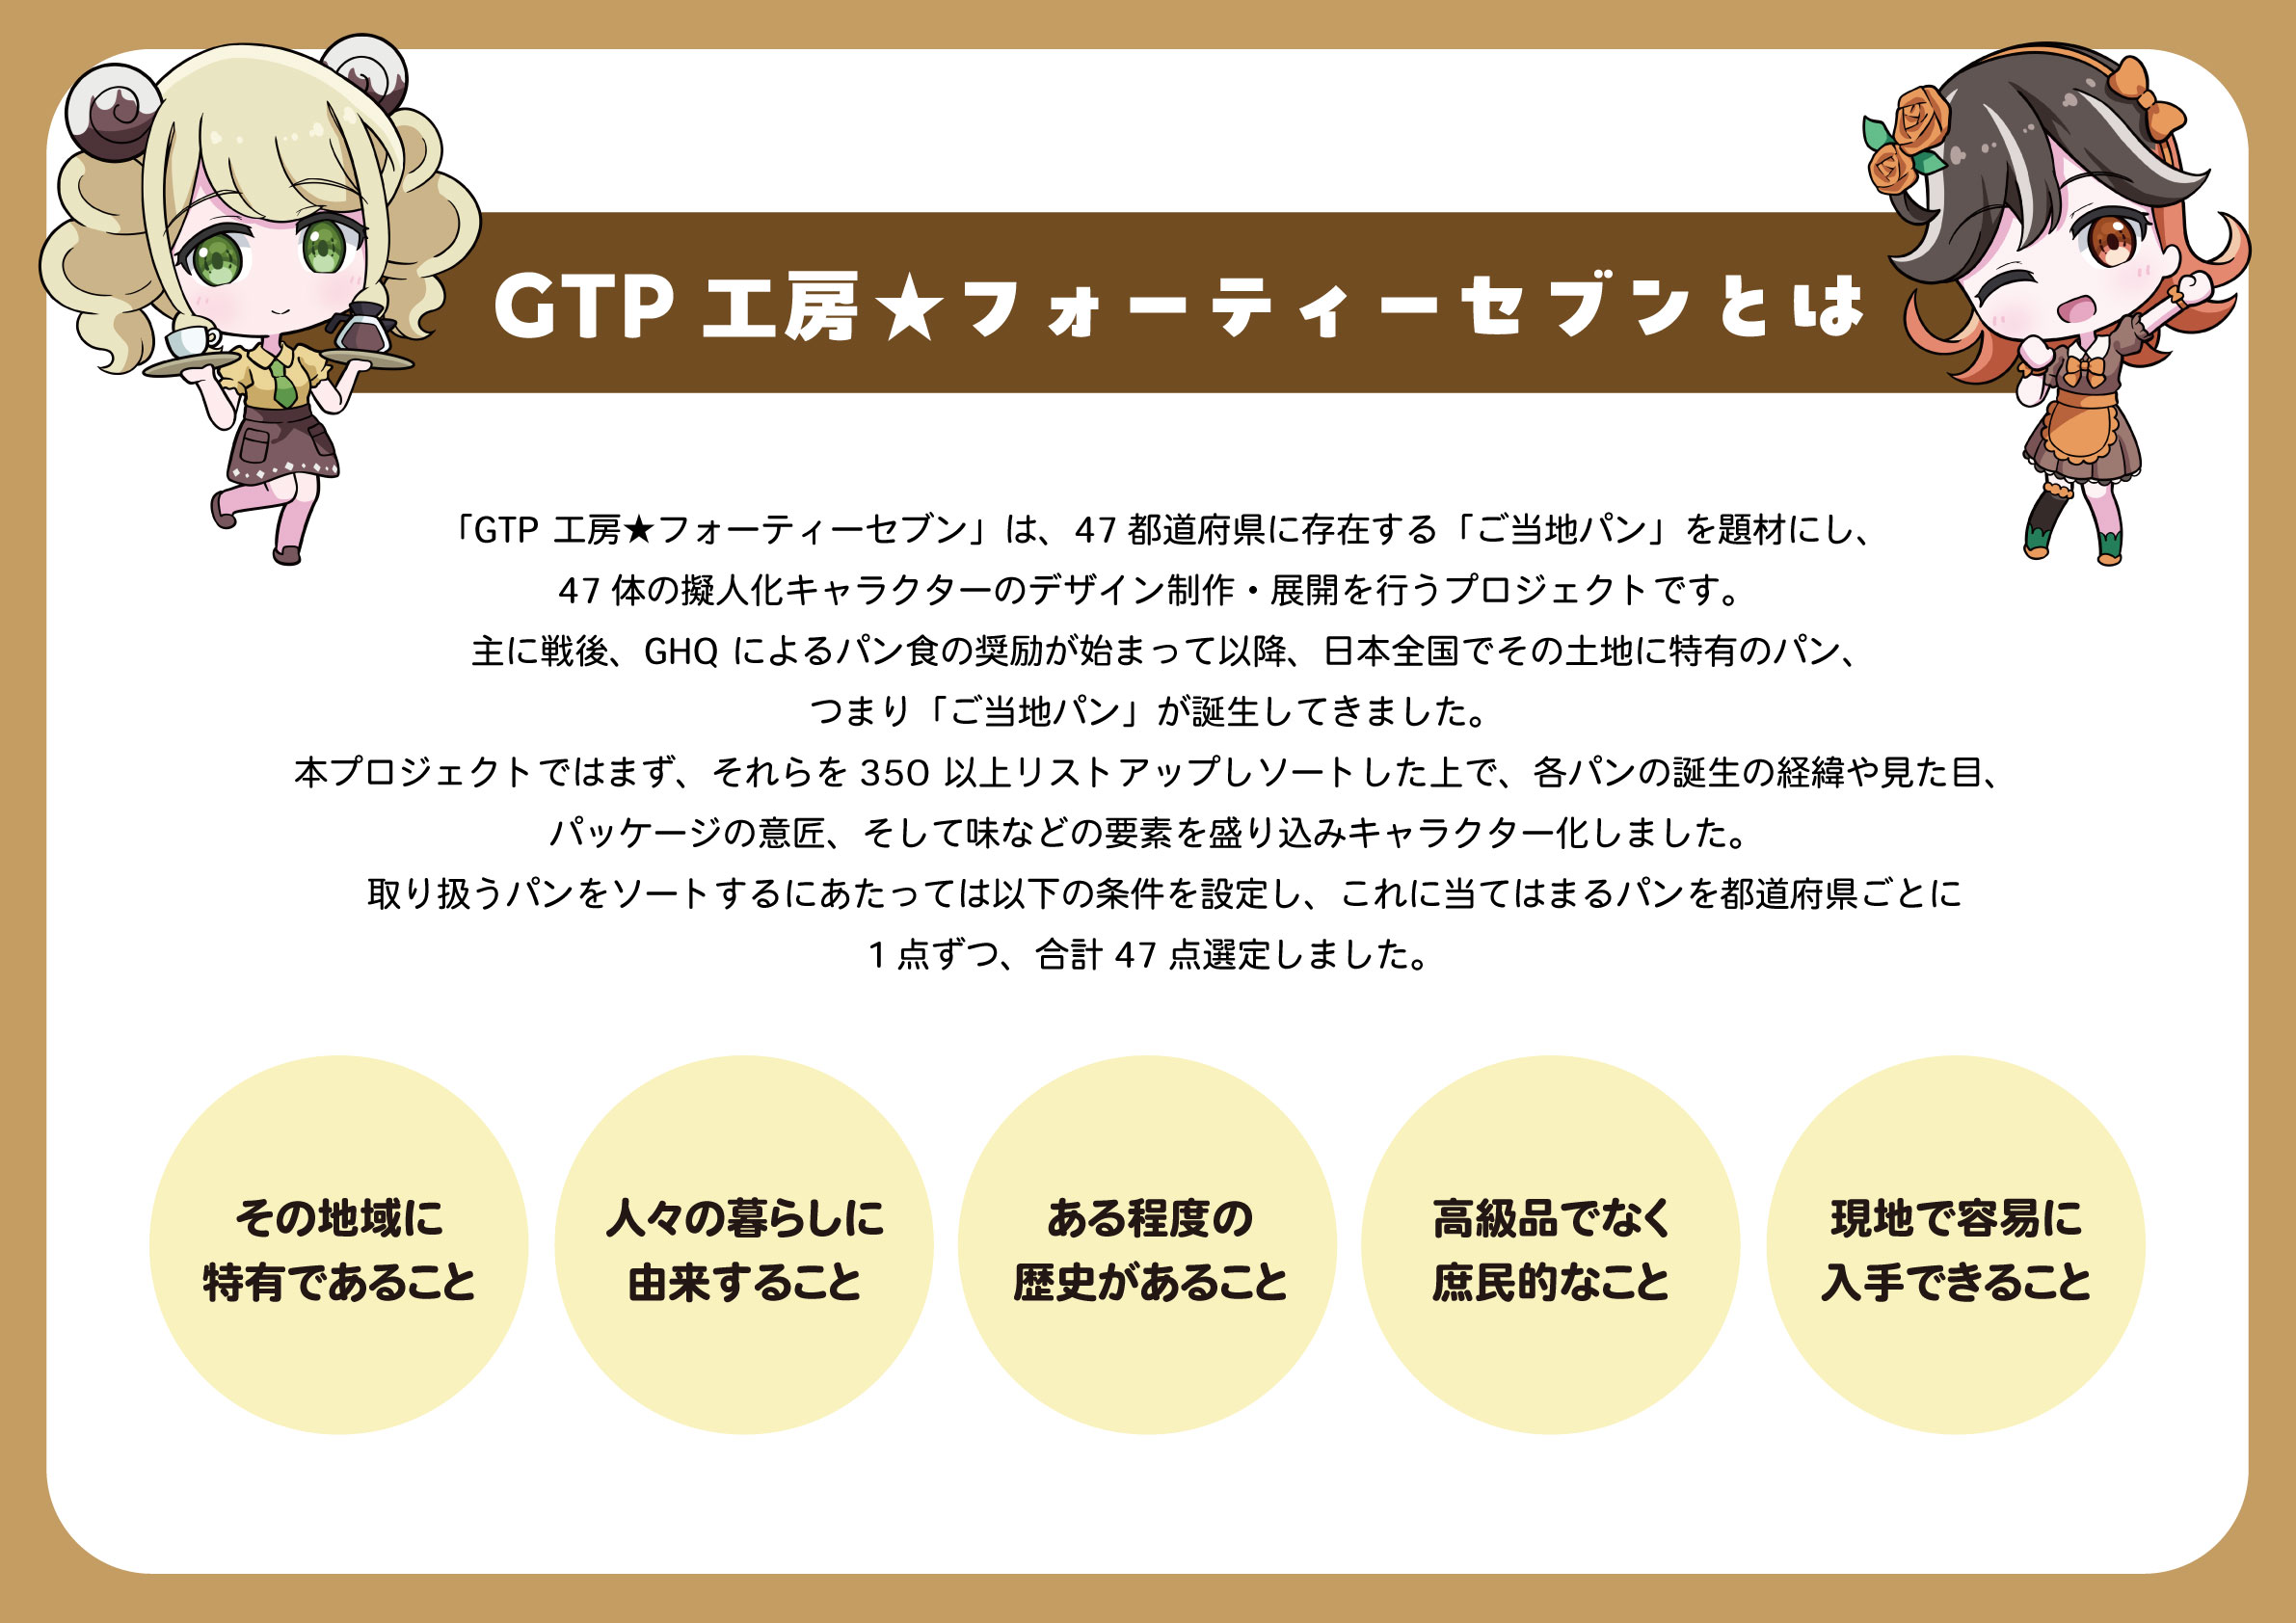 GTP 工房★フォーティーセブンとは
「GTP 工房★フォーティーセブン」は、47 都道府県に存在する「ご当地パン」を題材にし、
47 体の擬人化キャラクターのデザイン制作・展開を行うプロジェクトです。
主に戦後、GHQ によるパン食の奨励が始まって以降、日本全国でその土地に特有のパン、
つまり「ご当地パン」が誕生してきました。
本プロジェクトではまず、それらを 350 以上リストアップしソートした上で、各パンの誕生の経緯や見た目、
パッケージの意匠、そして味などの要素を盛り込みキャラクター化しました。
取り扱うパンをソートするにあたっては以下の条件を設定し、これに当てはまるパンを都道府県ごとに
1 点ずつ、合計 47 点選定しました。
その地域に
特有であること
人々の暮らしに
由来すること
ある程度の
歴史があること
高級品でなく
庶民的なこと
現地で容易に
入手できること